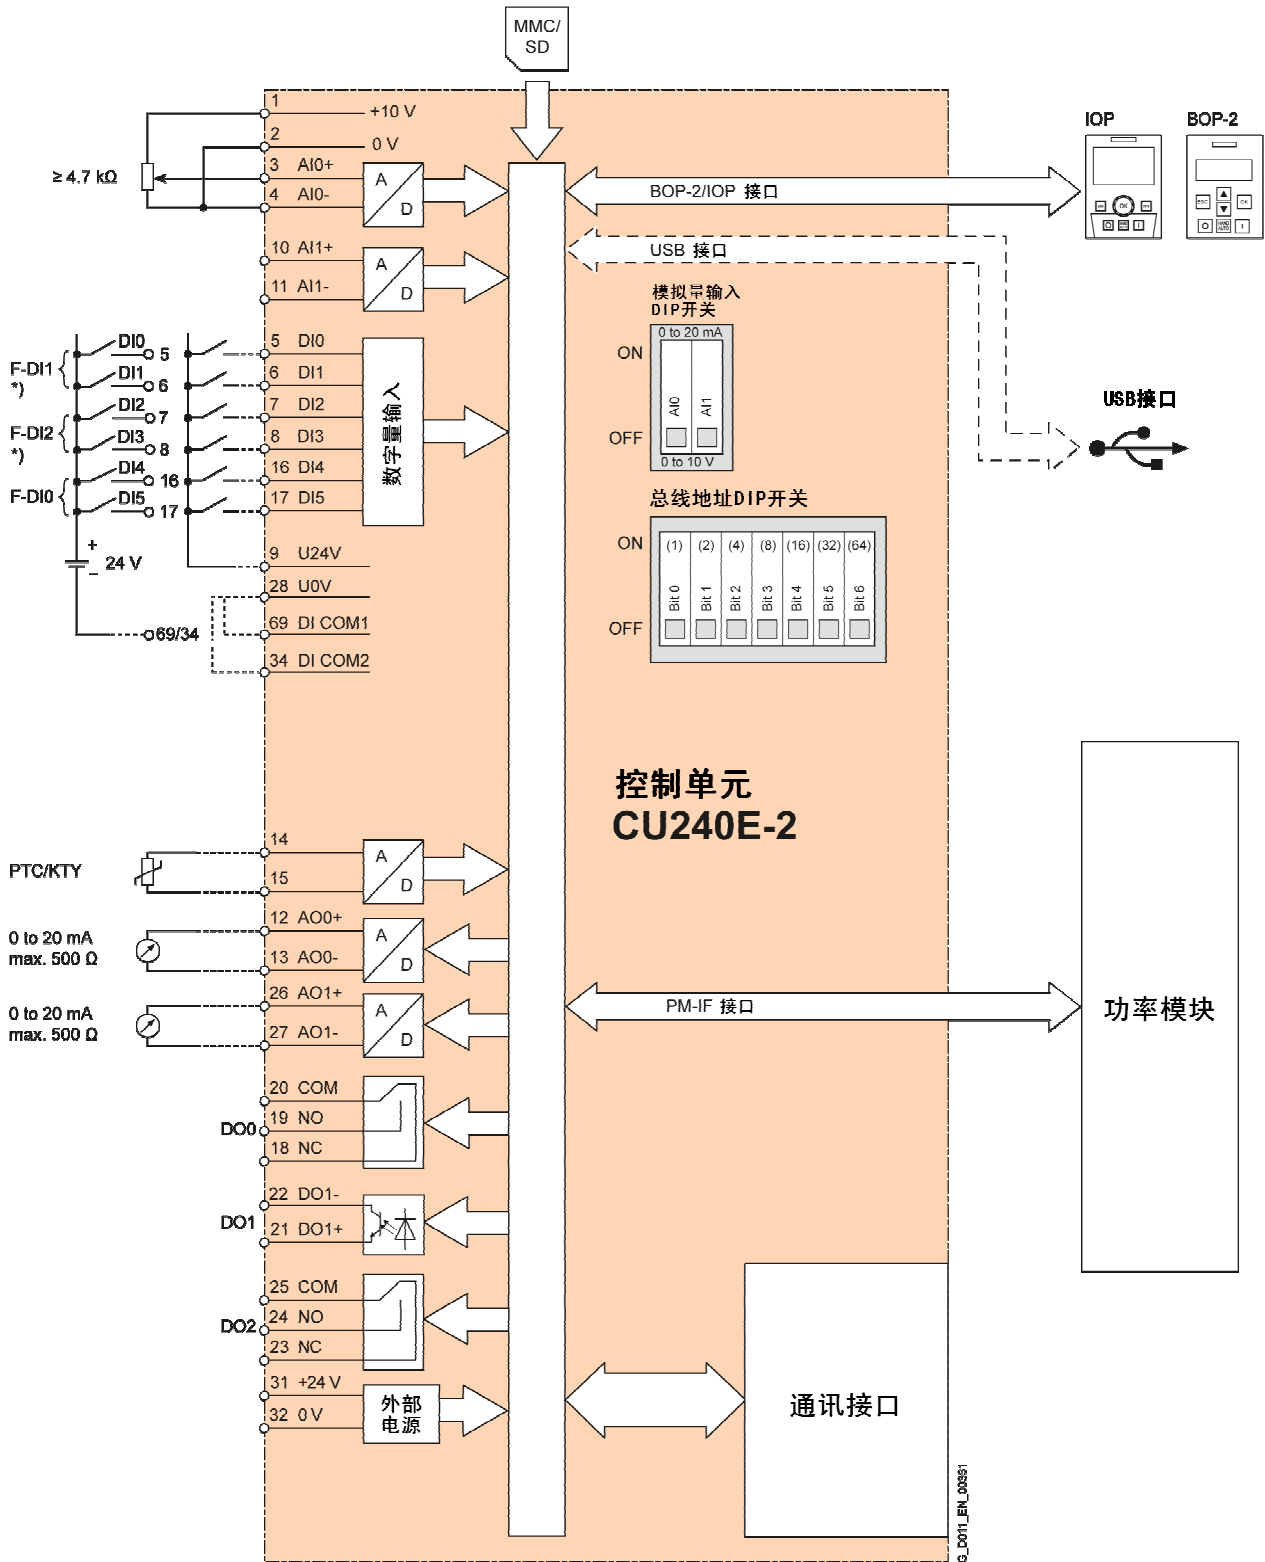 MMC/
SD
1
+10 V
2
0 V
3 AI0+
4 AI0-
≥ 4.7 kΩ
A
D
10 AI1+
11 AI1-
A
D
BOP-2/IOP 接口
IOP
BOP-2
OK
ESC
OK
HAND
AUTO
USB 接口
USB接口
模拟量输入
DIP开关
0 to 20 mA
ON
AI0
AI1
OFF
0 to 10 V
总线地址DIP开关
ON
(1) (2) (4) (8) (16) (32) (64)
Bit 0 Bit 1 Bit 2 Bit 3 Bit 4 Bit 5 Bit 6
OFF
F-DI1
*)
F-DI2
*)
F-DI0
DI0 5
DI1 6
DI2 7
DI3 8
DI4 16
DI5 17
+
24 V
–
69/34
5 DI0
6 DI1
7 DI2
8 DI3
16 DI4
17 DI5
数字量输入
9 U24V
28 U0V
69 DI COM1
34 DI COM2
控制单元
CU240E-2
PTC/KTY
14
15
A
D
0 to 20 mA
max. 500 Ω
12 AO0+
13 AO0-
A
D
0 to 20 mA
max. 500 Ω
26 AO1+
27 AO1-
A
D
PM-IF 接口
功率模块
DO0
20 COM
19 NO
18 NC
DO1
22 DO1-
21 DO1+
DO2
25 COM
24 NO
23 NC
31 +24 V
32 0 V
外部
电源
通讯接口
G_D011_EN_00351